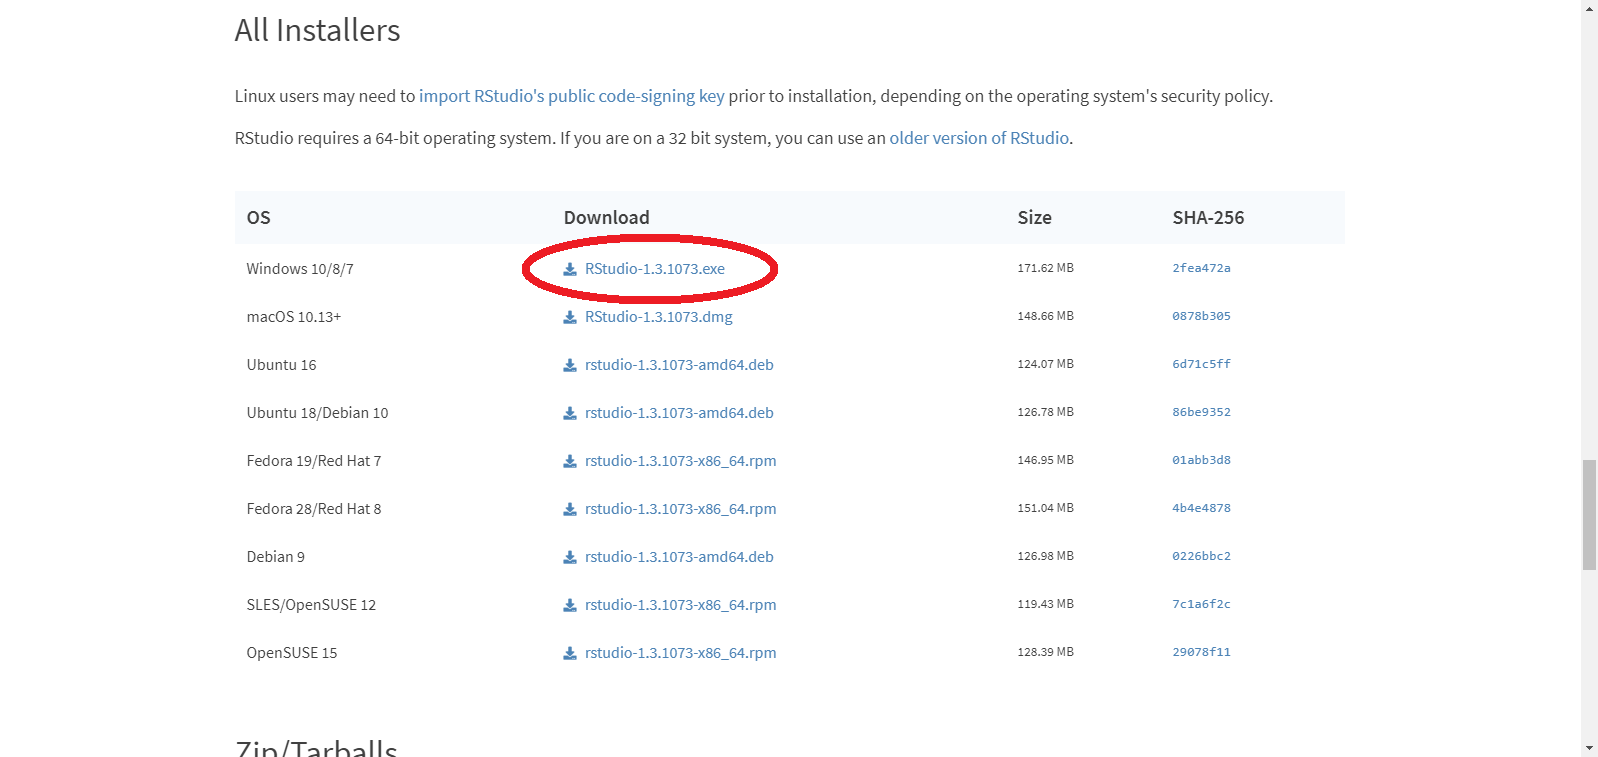 All Installers
Linux users may need to import RStudio's public code-signing key prior to installation, depending on the operating system's security policy.
RStudio requires a 64-bit operating system. If you are on a 32 bit system, you can use an older version of RStudio.
OS Download Size SHA-256
Windows 10/8/7 RStudio-1.3.1073.exe 171.62 MB 2fea472a
macOS 10.13+ RStudio-1.3.1073.dmg 148.66 MB 0878b305
Ubuntu 16 rstudio-1.3.1073-amd64.deb 124.07 MB 6d71c5ff
Ubuntu 18/Debian 10 rstudio-1.3.1073-amd64.deb 126.78 MB 86be9352
Fedora 19/Red Hat 7 rstudio-1.3.1073-x86_64.rpm 146.95 MB 01abb3d8
Fedora 28/Red Hat 8 rstudio-1.3.1073-x86_64.rpm 151.04 MB 4b4e4878
Debian 9 rstudio-1.3.1073-amd64.deb 126.98 MB 0226bbc2
SLES/OpenSUSE 12 rstudio-1.3.1073-x86_64.rpm 119.43 MB 7c1a6f2c
OpenSUSE 15 rstudio-1.3.1073-x86_64.rpm 128.39 MB 29078f11
Zip/Tarballs